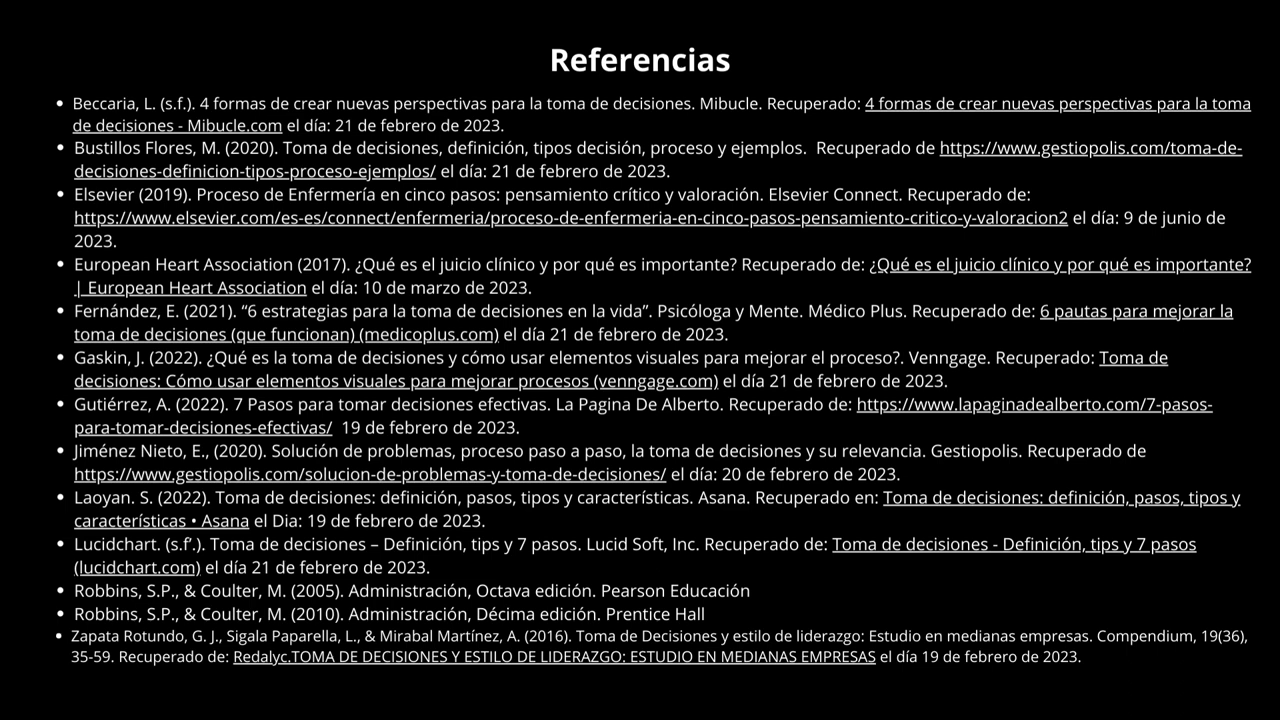 Referencias
• Beccaria, L. (s.f.). 4 formas de crear nuevas perspectivas para la toma de decisiones. Mibucle. Recuperado: 4 formas de crear nuevas perspectivas para la toma
de decisiones - Mibucle.com el día: 21 de febrero de 2023.
• Bustillos Flores, M. (2020). Toma de decisiones, definición, tipos decisión, proceso y ejemplos.  Recuperado de https://www.gestiopolis.com/toma-de-
decisiones-definicion-tipos-proceso-ejemplos/ el día: 21 de febrero de 2023.
• Elsevier (2019). Proceso de Enfermería en cinco pasos: pensamiento crítico y valoración. Elsevier Connect. Recuperado de:
https://www.elsevier.com/es-es/connect/enfermeria/proceso-de-enfermeria-en-cinco-pasos-pensamiento-critico-y-valoracion2 el día: 9 de junio de
2023.
• European Heart Association (2017). ¿Qué es el juicio clínico y por qué es importante? Recuperado de: ¿Qué es el juicio clínico y por qué es importante?
| European Heart Association el día: 10 de marzo de 2023.
• Fernández, E. (2021). “6 estrategias para la toma de decisiones en la vida”. Psicóloga y Mente. Médico Plus. Recuperado de: 6 pautas para mejorar la
toma de decisiones (que funcionan) (medicoplus.com) el día 21 de febrero de 2023.
• Gaskin, J. (2022). ¿Qué es la toma de decisiones y cómo usar elementos visuales para mejorar el proceso?. Venngage. Recuperado: Toma de
decisiones: Cómo usar elementos visuales para mejorar procesos (venngage.com) el día 21 de febrero de 2023.
• Gutiérrez, A. (2022). 7 Pasos para tomar decisiones efectivas. La Pagina De Alberto. Recuperado de: https://www.lapaginadealberto.com/7-pasos-
para-tomar-decisiones-efectivas/  19 de febrero de 2023.
• Jiménez Nieto, E., (2020). Solución de problemas, proceso paso a paso, la toma de decisiones y su relevancia. Gestiopolis. Recuperado de
https://www.gestiopolis.com/solucion-de-problemas-y-toma-de-decisiones/ el día: 20 de febrero de 2023.
• Laoyan. S. (2022). Toma de decisiones: definición, pasos, tipos y características. Asana. Recuperado en: Toma de decisiones: definición, pasos, tipos y
características • Asana el Dia: 19 de febrero de 2023.
• Lucidchart. (s.f’.). Toma de decisiones – Definición, tips y 7 pasos. Lucid Soft, Inc. Recuperado de: Toma de decisiones - Definición, tips y 7 pasos
(lucidchart.com) el día 21 de febrero de 2023.
• Robbins, S.P., & Coulter, M. (2005). Administración, Octava edición. Pearson Educación
• Robbins, S.P., & Coulter, M. (2010). Administración, Décima edición. Prentice Hall
• Zapata Rotundo, G. J., Sigala Paparella, L., & Mirabal Martínez, A. (2016). Toma de Decisiones y estilo de liderazgo: Estudio en medianas empresas. Compendium, 19(36),
35-59. Recuperado de: Redalyc.TOMA DE DECISIONES Y ESTILO DE LIDERAZGO: ESTUDIO EN MEDIANAS EMPRESAS el día 19 de febrero de 2023.